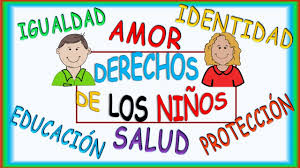 IGUALDAD
AMOR
IDENTIDAD
DERECHOS
DE LOS NIÑOS
EDUCACIÓN
SALUD
PROTECCIÓN